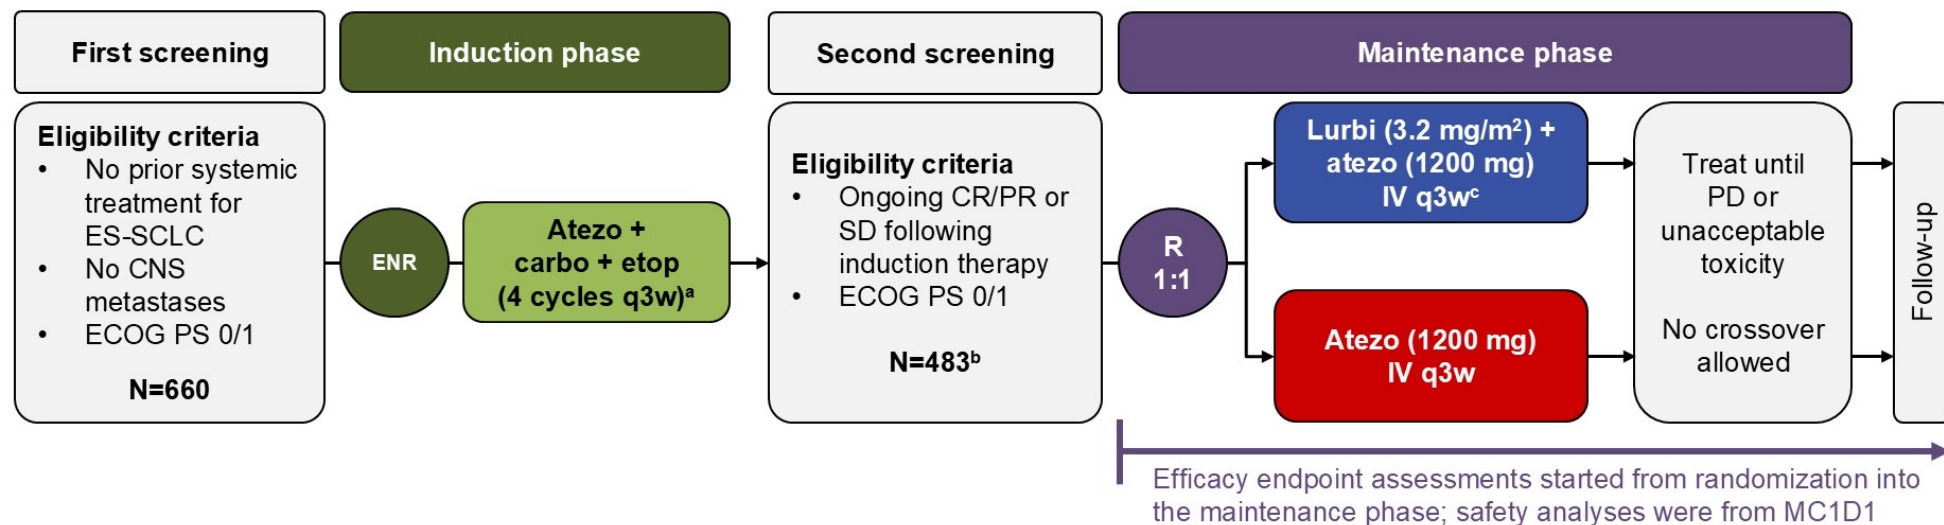 First screening
Induction phase
Second screening
Maintenance phase
Eligibility criteria
• No prior systemic
treatment for
ES-SCLC
• No CNS
metastases
• ECOG PS 0/1
N=660
ENR
Atezo +
carbo + etop
(4 cycles q3w)ᵃ
Eligibility criteria
• Ongoing CR/PR or
SD following
induction therapy
• ECOG PS 0/1
N=483ᵇ
R
1:1
Lurbi (3.2 mg/m²) +
atezo (1200 mg)
IV q3wᶜ
Atezo (1200 mg)
IV q3w
Treat until
PD or
unacceptable
toxicity
No crossover
allowed
Follow-up
Efficacy endpoint assessments started from randomization into
the maintenance phase; safety analyses were from MC1D1